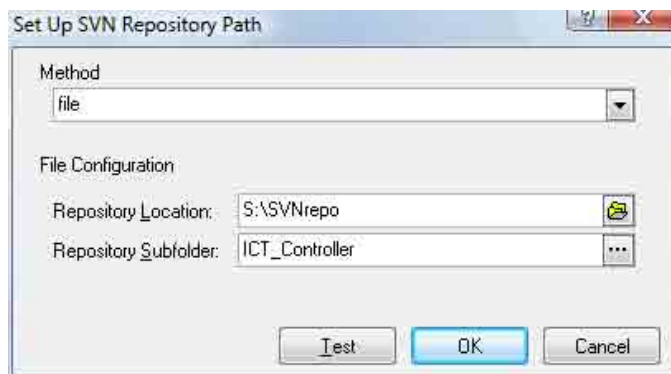 Set Up SVN Repository Path
Method
file
File Configuration
Repository Location: S:\SVNrepo
Repository Subfolder: ICT_Controller
Test OK Cancel